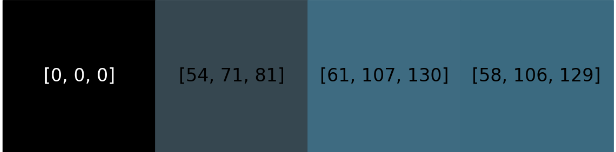 [0, 0, 0] [54, 71, 81] [61, 107, 130] [58, 106, 129]